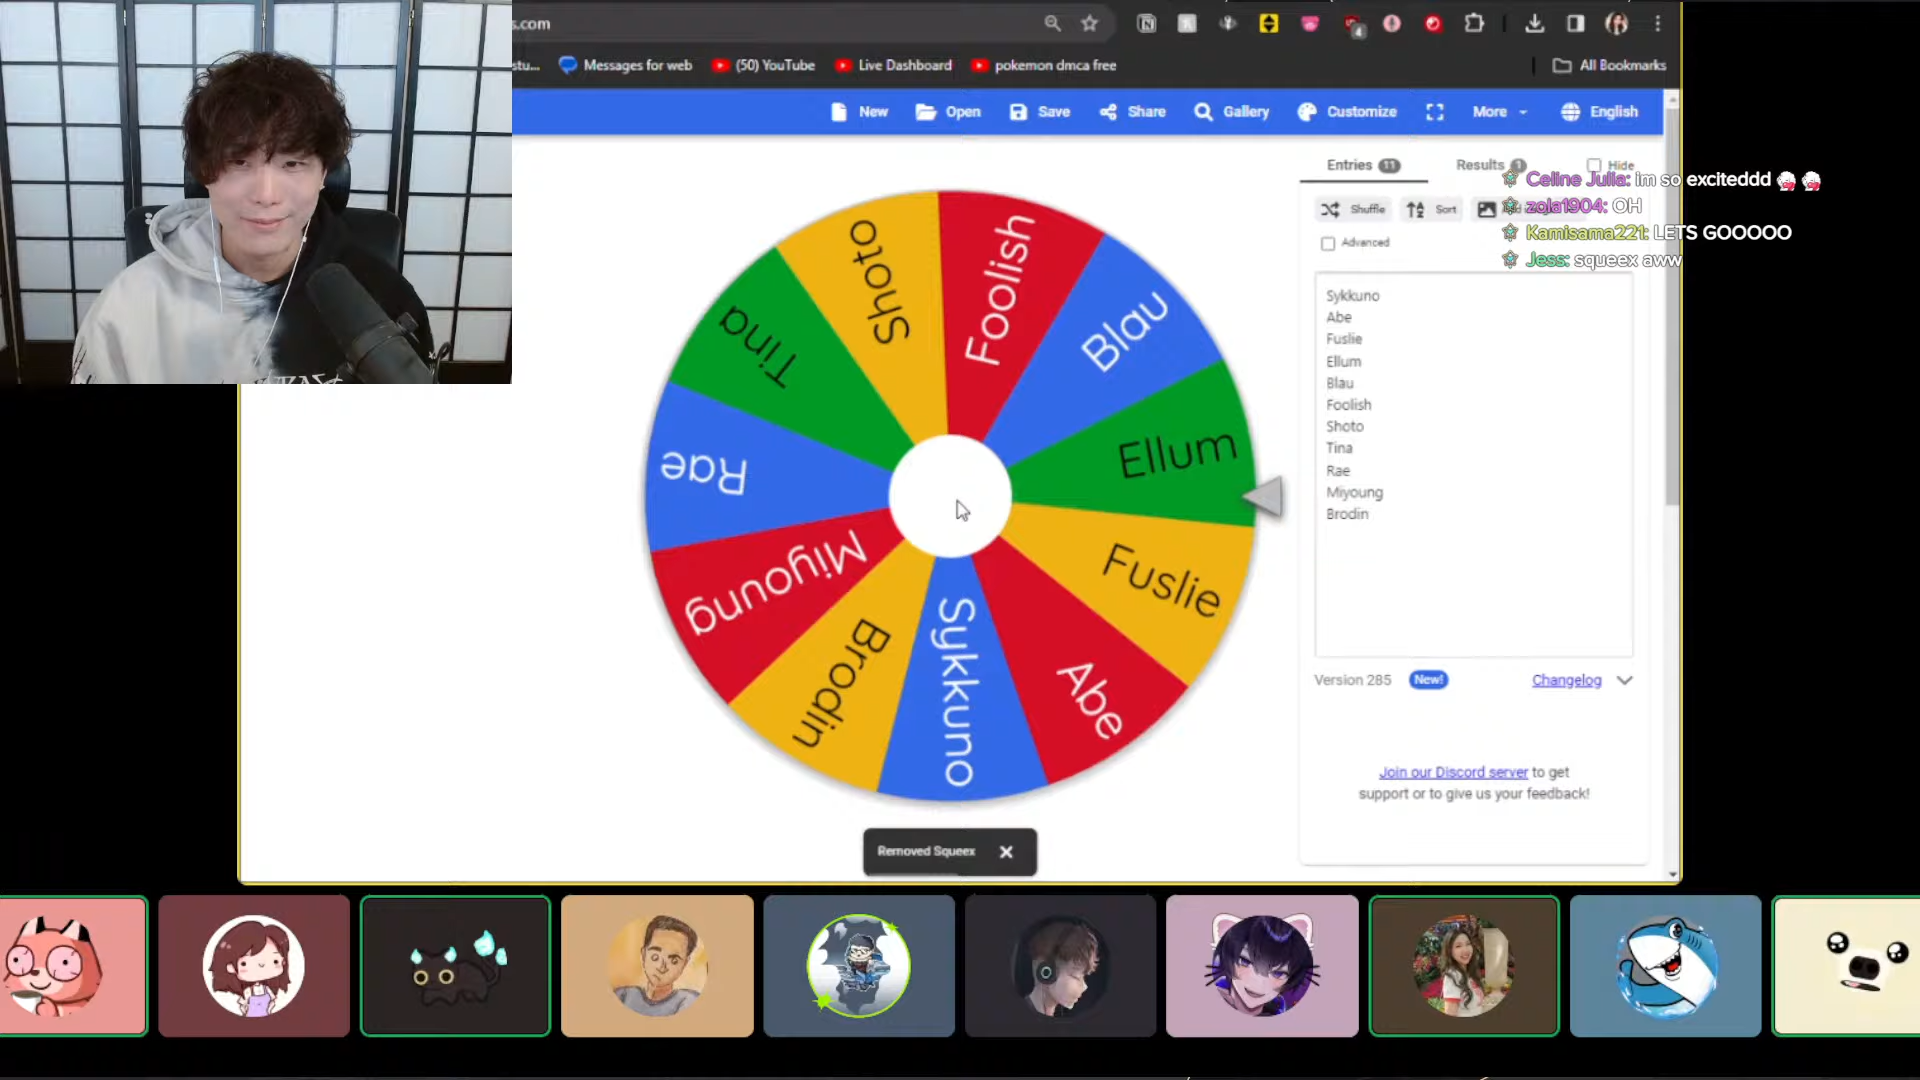 s.com
stu...
Messages for web
(50) YouTube
Live Dashboard
pokemon dmca free
All Bookmarks
New
Open
Save
Share
Gallery
Customize
More
English
Entries 11
Results 1
Hide
Celine Julia: im so exciteddd
zola1904: OH
Kamisama221: LETS GOOOOO
Jess: squeex aww
Shuffle
Sort
Advanced
Sykkuno
Abe
Fuslie
Ellum
Blau
Foolish
Shoto
Tina
Rae
Miyoung
Brodin
Foolish
Blau
Ellum
Fuslie
Abe
Sykkuno
Brodin
Miyoung
Rae
Tina
Shoto
Version 285
New!
Changelog
Join our Discord server to get
support or to give us your feedback!
Removed Squeex